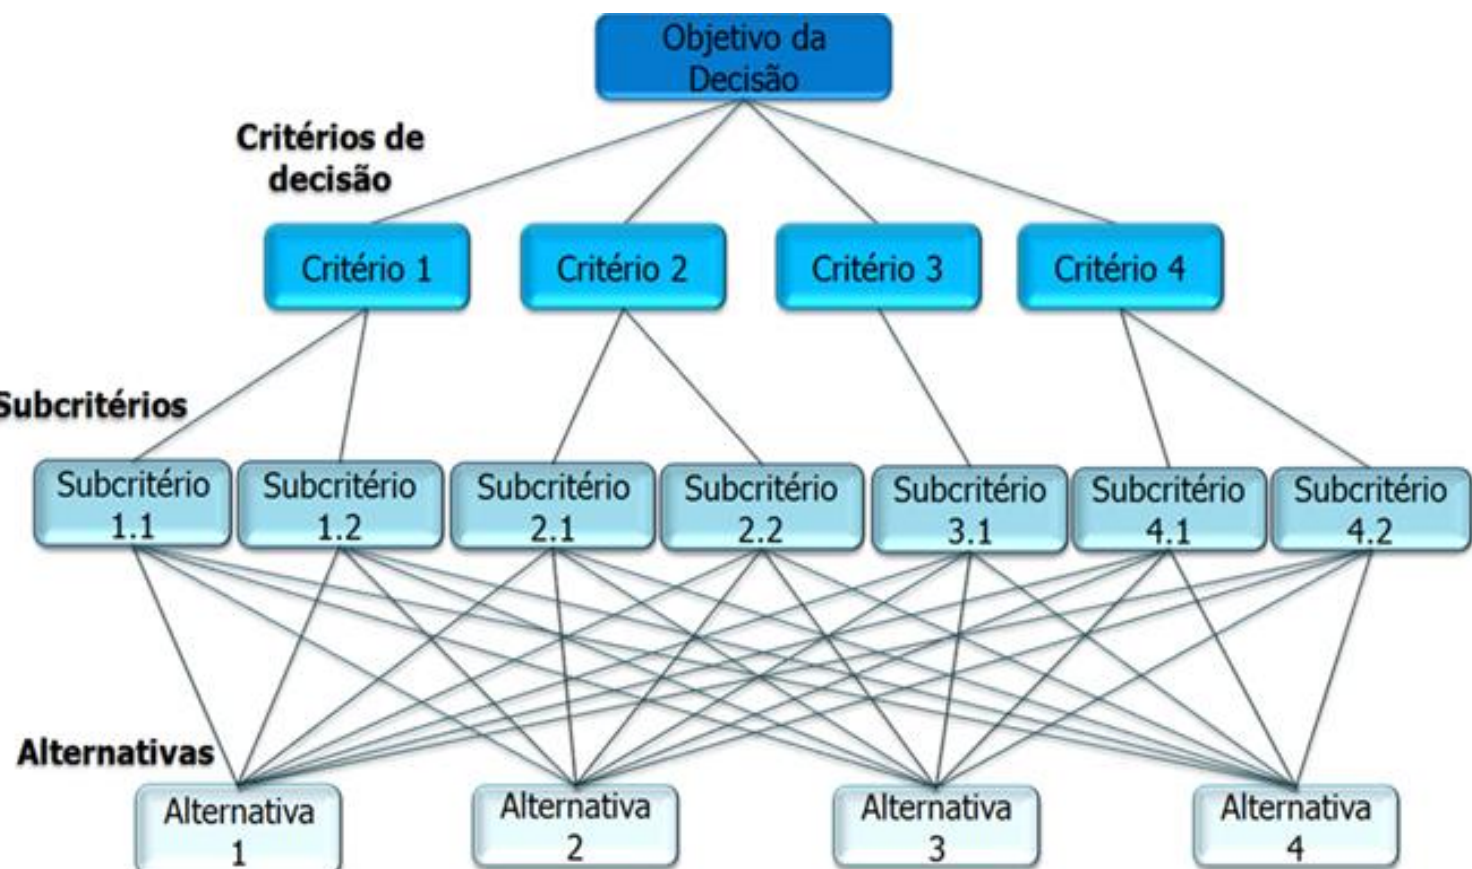 Objetivo da
Decisão
Critérios de
decisão
Critério 1
Critério 2
Critério 3
Critério 4
Subcritérios
Subcritério
1.1
Subcritério
1.2
Subcritério
2.1
Subcritério
2.2
Subcritério
3.1
Subcritério
4.1
Subcritério
4.2
Alternativas
Alternativa
1
Alternativa
2
Alternativa
3
Alternativa
4